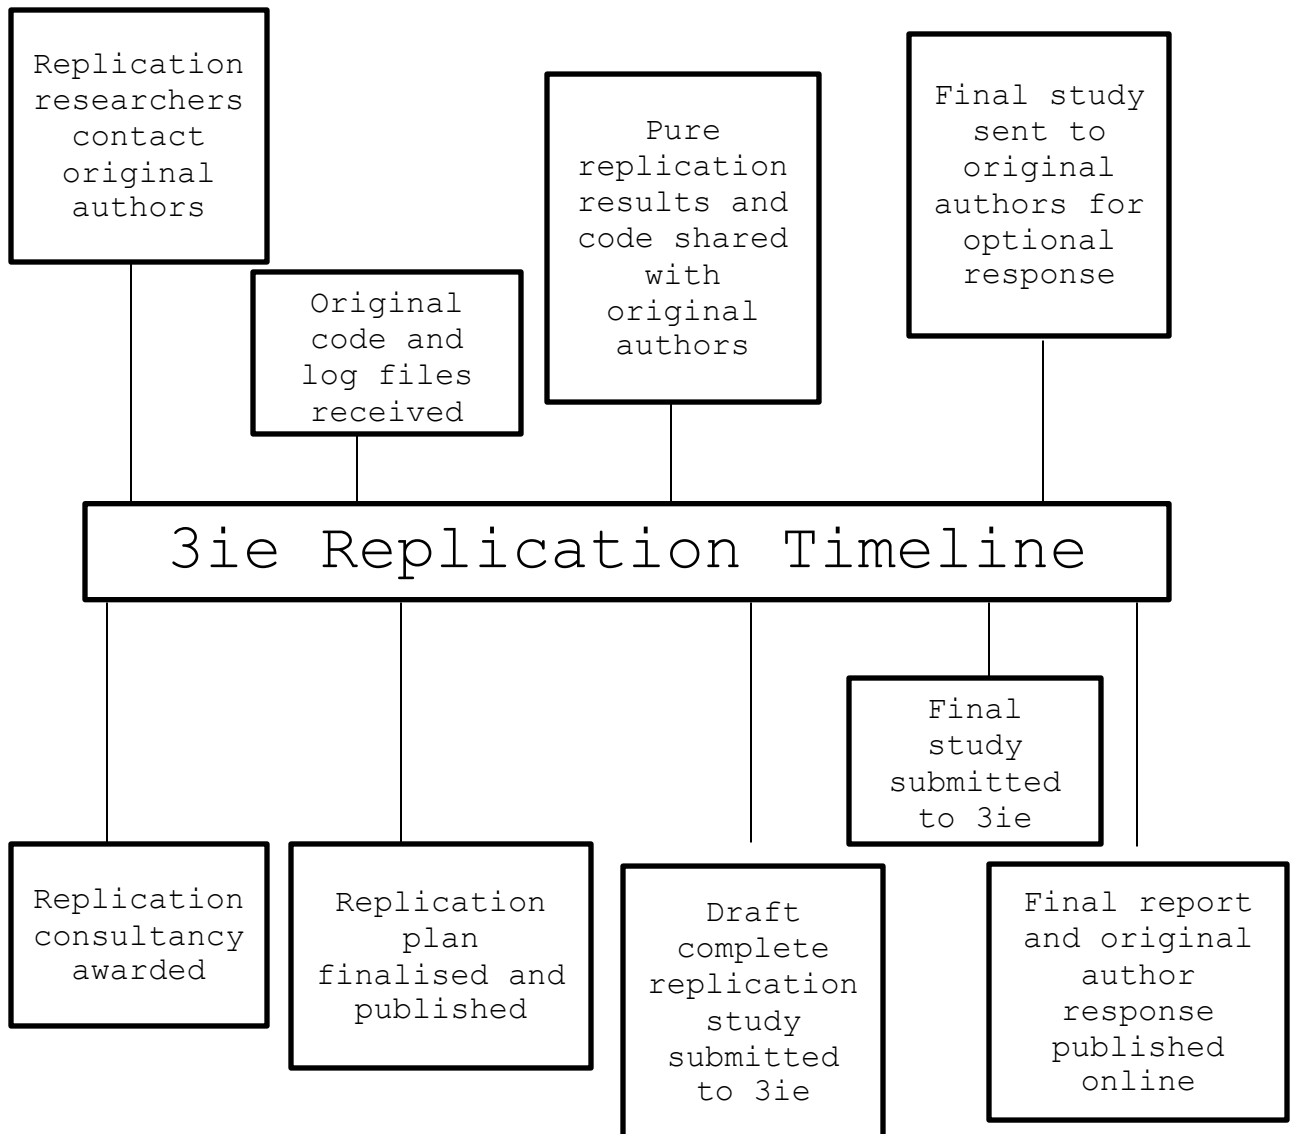 Replication
researchers
contact
original
authors
Original
code and
log files
received
Pure
replication
results and
code shared
with
original
authors
Final study
sent to
original
authors for
optional
response
3ie Replication Timeline
Replication
consultancy
awarded
Replication
plan
finalised and
published
Draft
complete
replication
study
submitted
to 3ie
Final
study
submitted
to 3ie
Final report
and original
author
response
published
online